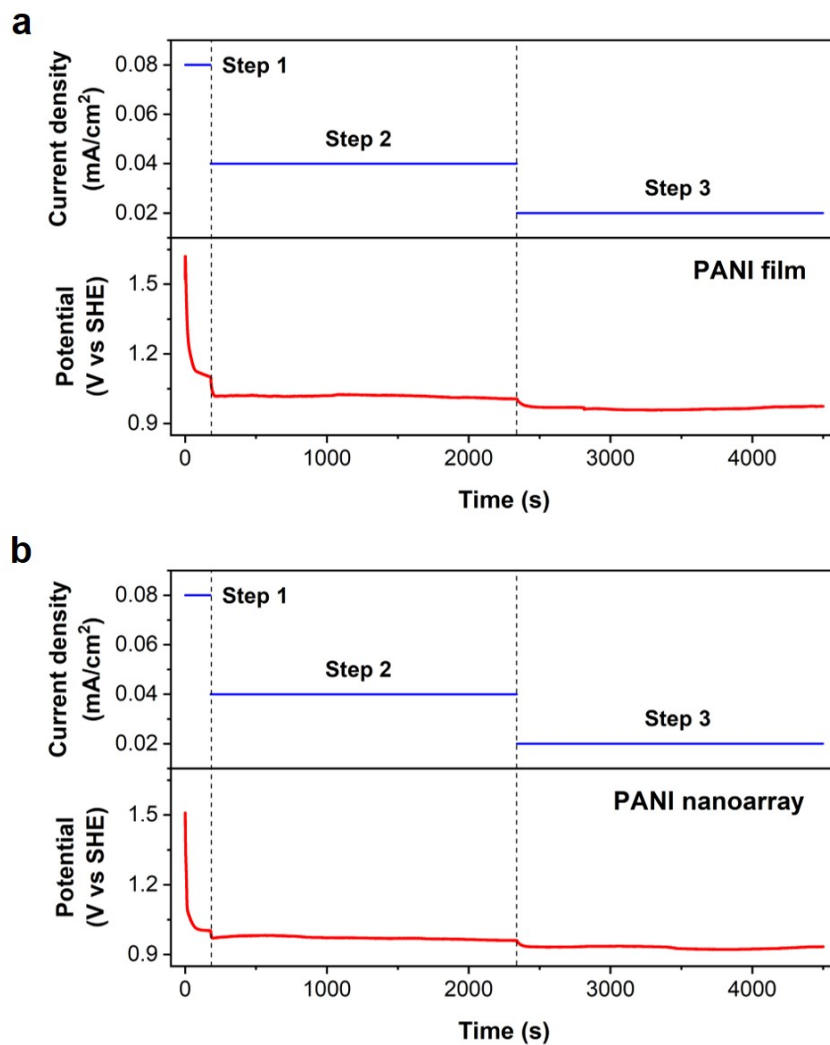 a
Current density
(mA/cm²)
0.08
0.06
0.04
0.02
Step 1
Step 2
Step 3
Potential
(V vs SHE)
1.5
1.2
0.9
PANI film
0
1000
2000
3000
4000
Time (s)
b
Current density
(mA/cm²)
0.08
0.06
0.04
0.02
Step 1
Step 2
Step 3
Potential
(V vs SHE)
1.5
1.2
0.9
PANI nanoarray
0
1000
2000
3000
4000
Time (s)